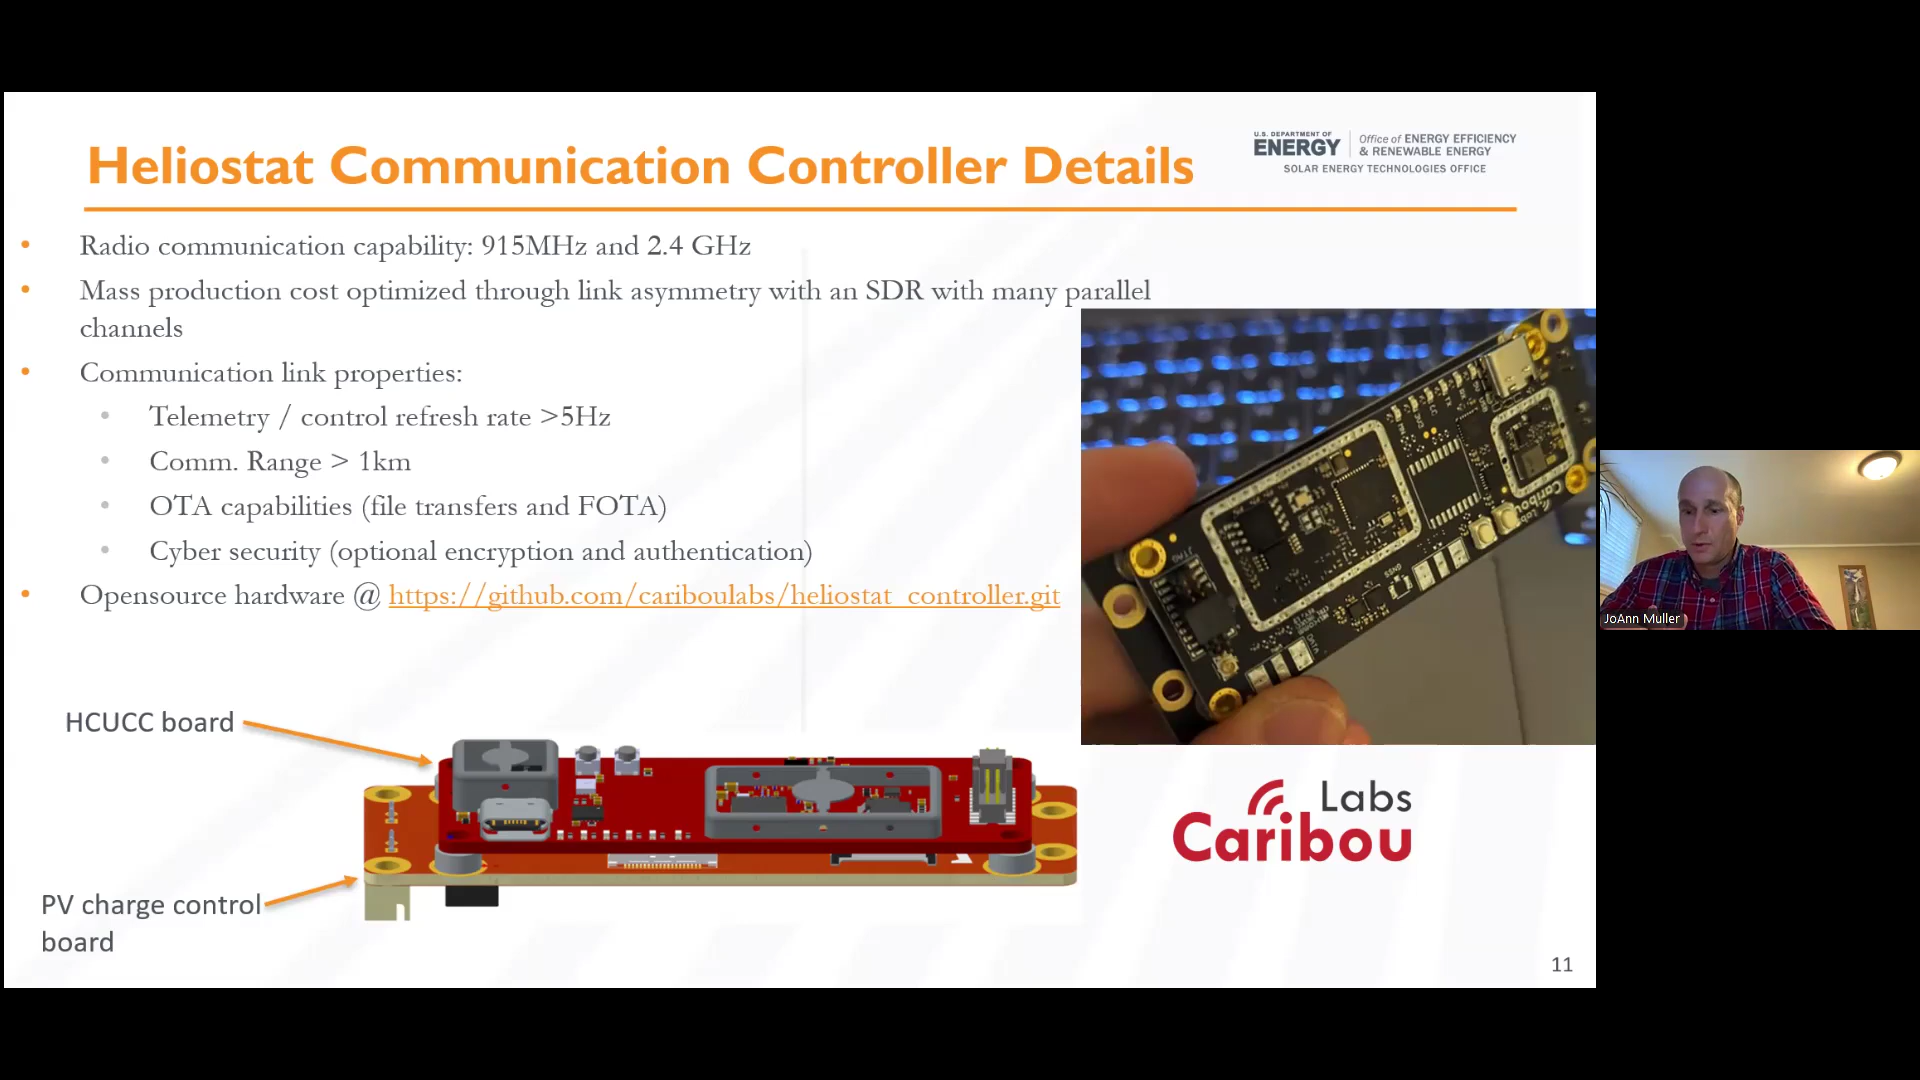 Heliostat Communication Controller Details
U.S. DEPARTMENT OF
ENERGY
Office of ENERGY EFFICIENCY
& RENEWABLE ENERGY
SOLAR ENERGY TECHNOLOGIES OFFICE
• Radio communication capability: 915MHz and 2.4 GHz
• Mass production cost optimized through link asymmetry with an SDR with many parallel
channels
• Communication link properties:
• Telemetry / control refresh rate >5Hz
• Comm. Range > 1km
• OTA capabilities (file transfers and FOTA)
• Cyber security (optional encryption and authentication)
• Opensource hardware @ https://github.com/cariboulabs/heliostat_controller.git
JTAG
GNSS
Caribou
Labs
HCUCC board
PV charge control
board
Labs
Caribou
11
JoAnn Muller